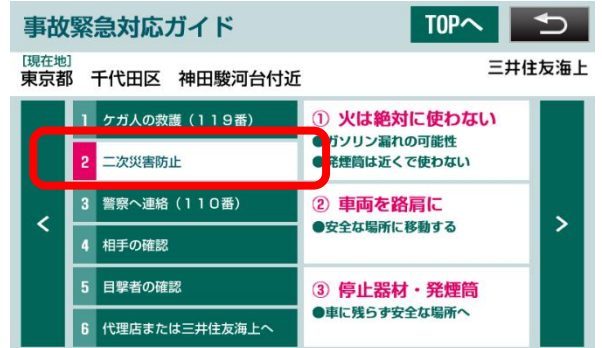 事故緊急対応ガイド
TOPへ
[現在地]
東京都 千代田区 神田駿河台付近
三井住友海上
1 ケガ人の救護（119番）
2 二次災害防止
3 警察へ連絡（110番）
4 相手の確認
5 目撃者の確認
6 代理店または三井住友海上へ
<
① 火は絶対に使わない
●ガソリン漏れの可能性
●発煙筒は近くで使わない
② 車両を路肩に
●安全な場所に移動する
③ 停止器材・発煙筒
●車に残らず安全な場所へ
>